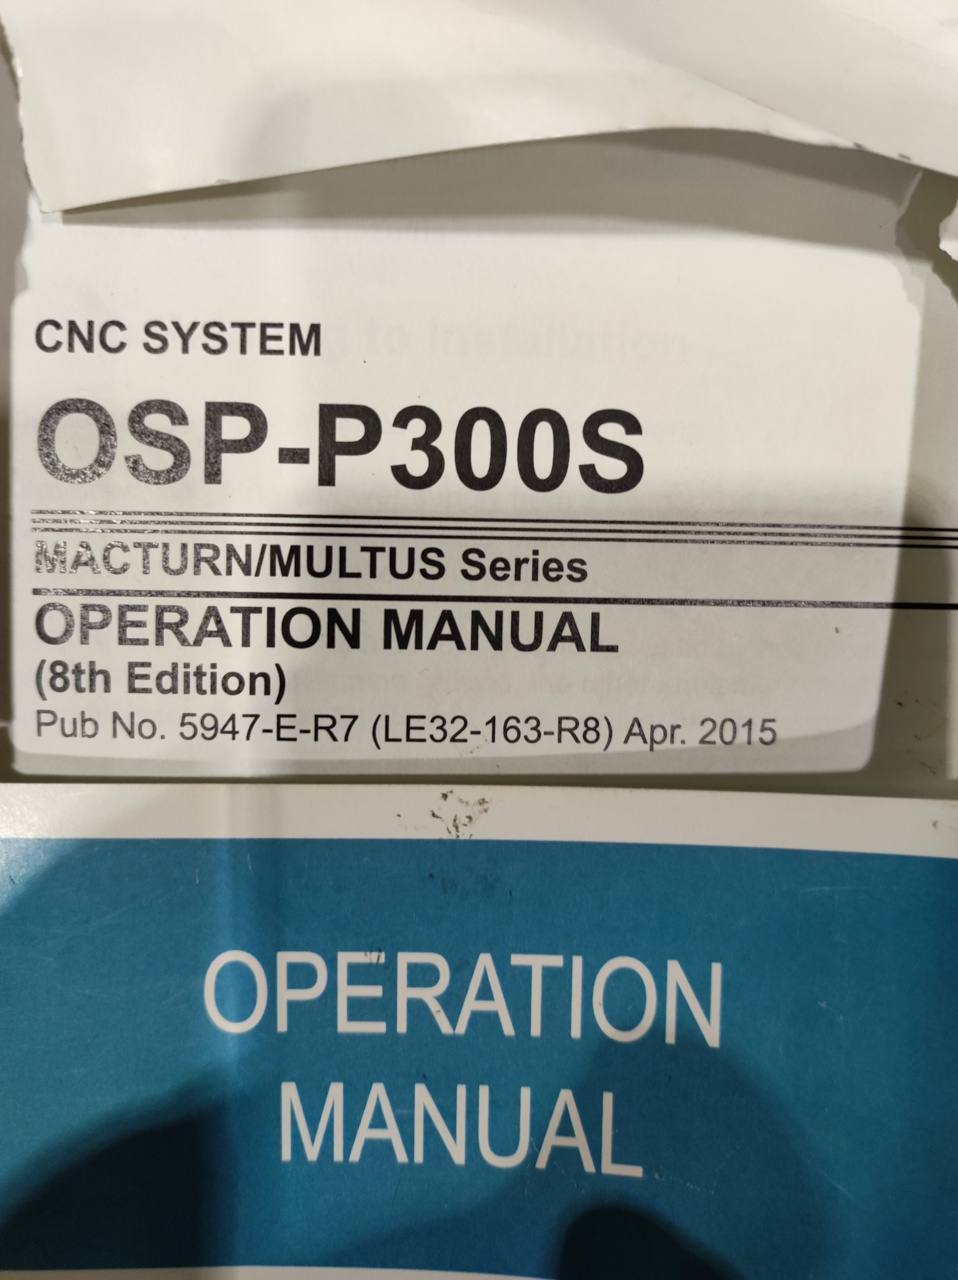 CNC SYSTEM
OSP-P300S
MACTURN/MULTUS Series
OPERATION MANUAL
(8th Edition)
Pub No. 5947-E-R7 (LE32-163-R8) Apr. 2015
OPERATION
MANUAL